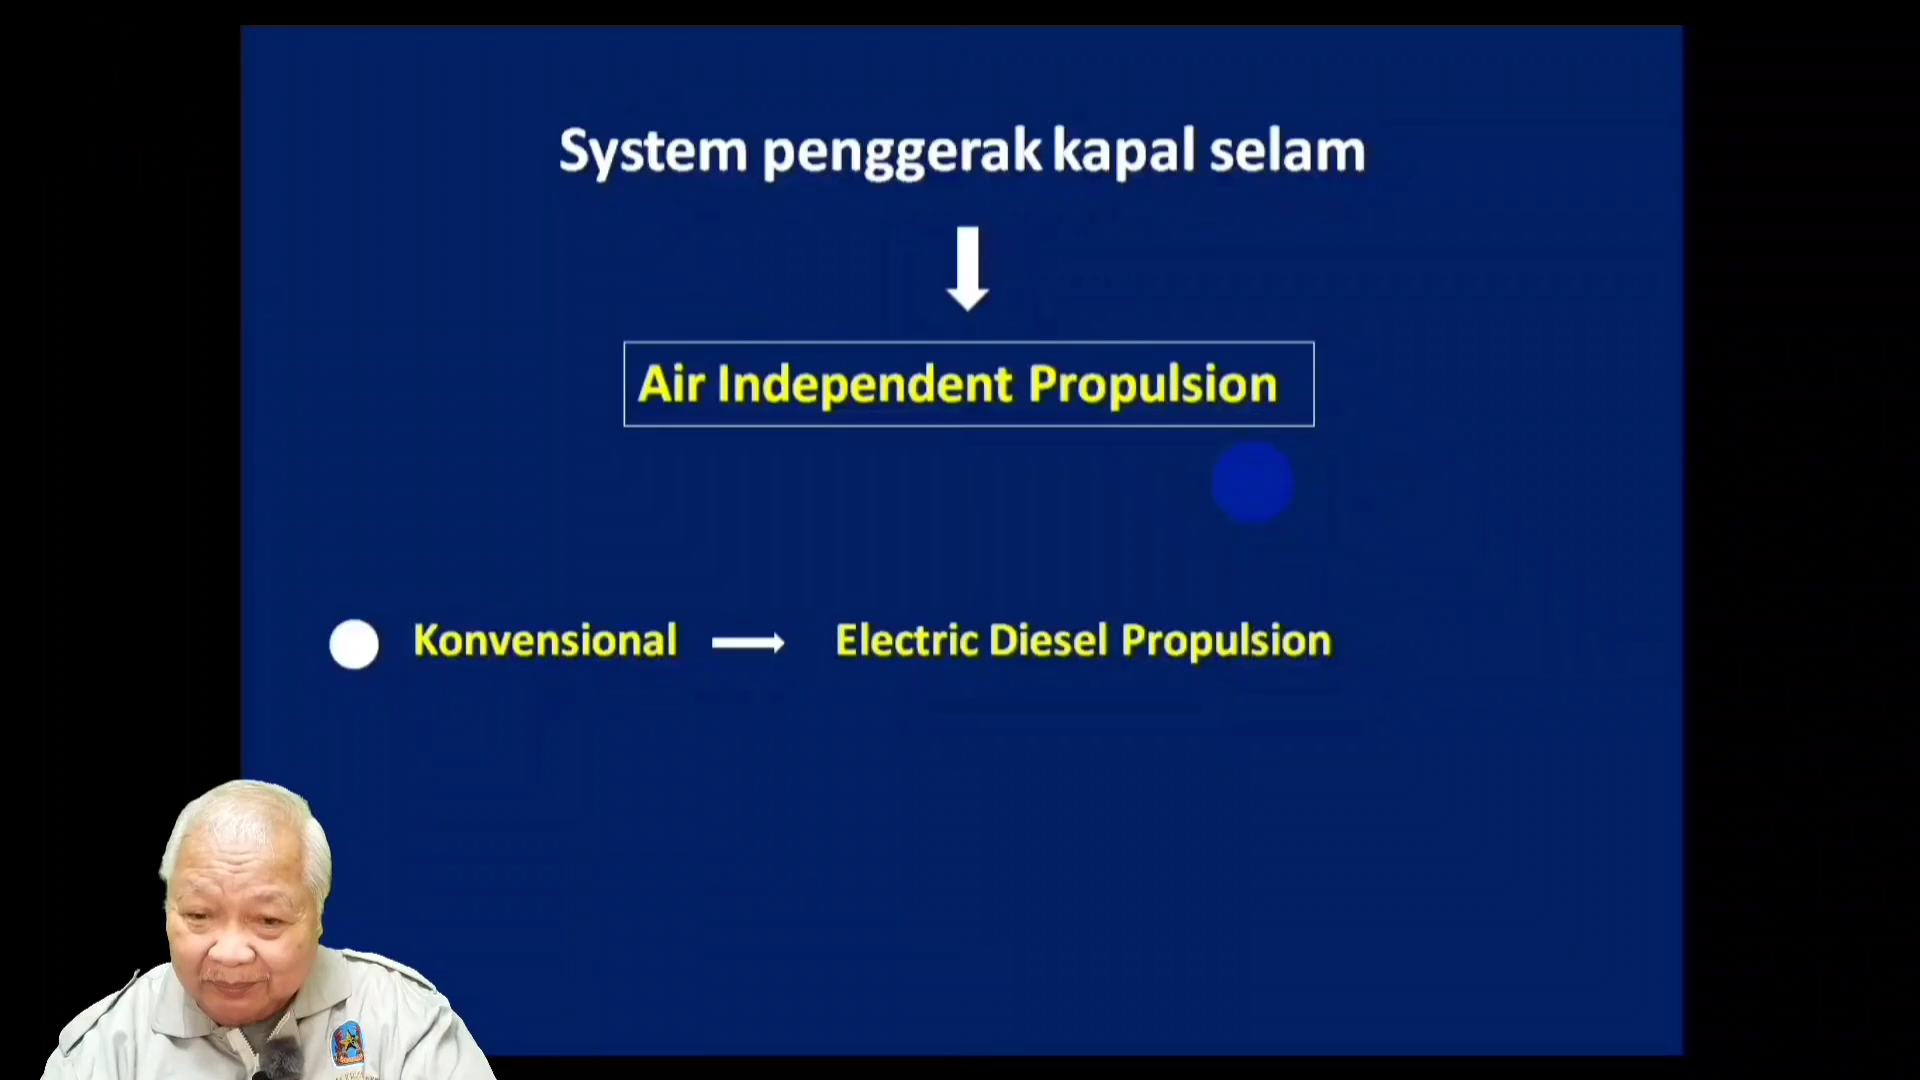 System penggerak kapal selam
Air Independent Propulsion
Konvensional
Electric Diesel Propulsion